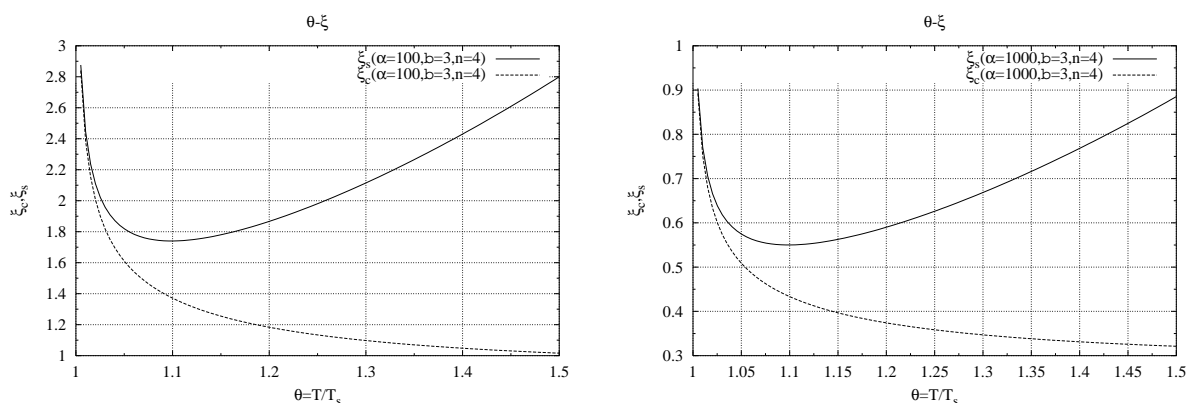 θ-ξ
3
2.8
2.6
2.4
2.2
2
1.8
1.6
1.4
1.2
1
ξc,ξs
ξs(α=100,b=3,n=4)
ξc(α=100,b=3,n=4)
1 1.1 1.2 1.3 1.4 1.5
θ=T/Ts
θ-ξ
1
0.9
0.8
0.7
0.6
0.5
0.4
0.3
ξc,ξs
ξs(α=1000,b=3,n=4)
ξc(α=1000,b=3,n=4)
1 1.05 1.1 1.15 1.2 1.25 1.3 1.35 1.4 1.45 1.5
θ=T/Ts